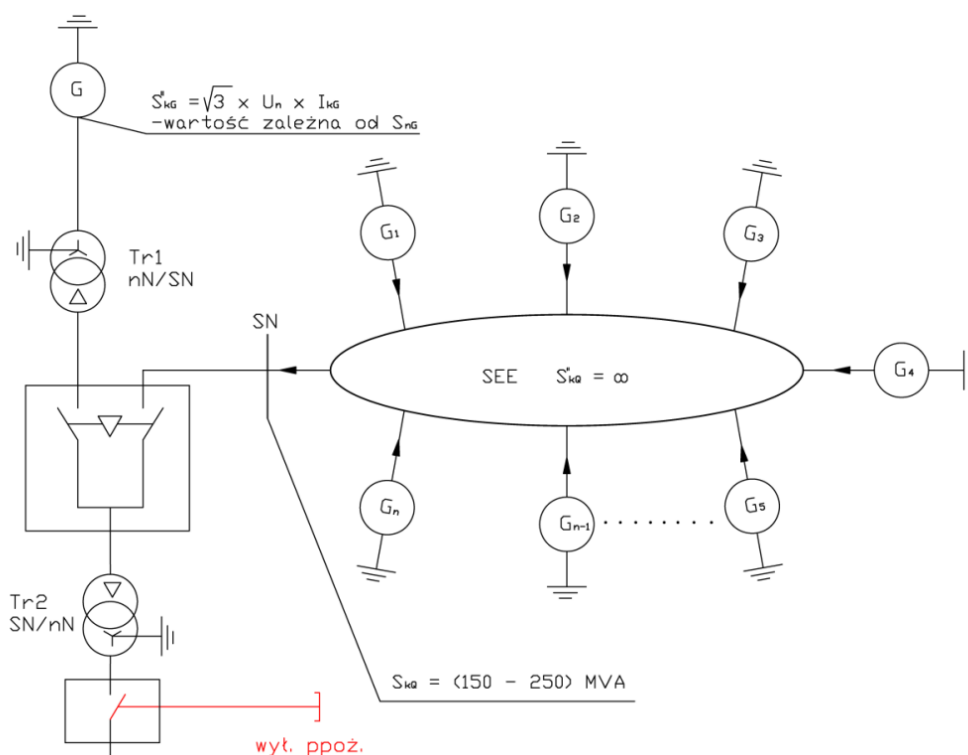 G
S"kG = √3 x Un x IkG
-wartość zależna od SnG
G1
G2
G3
Tr1
nN/SN
SN
SEE S"kQ = ∞
G4
Gn
Gn-1 ........ G5
Tr2
SN/nN
SkQ = (150 - 250) MVA
wył. ppoż.